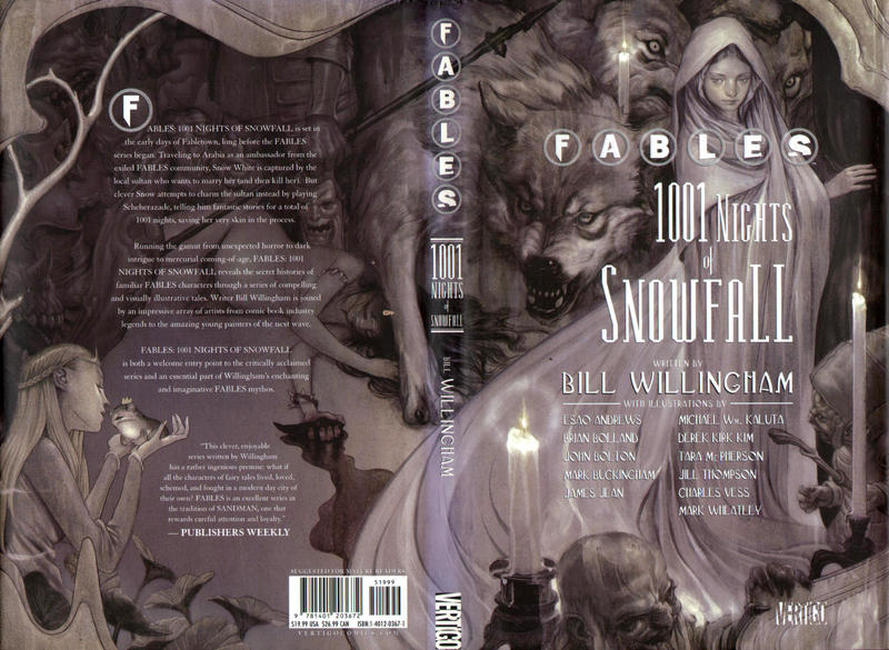 FABLES: 1001 NIGHTS OF SNOWFALL is set in
the early days of Fabletown, long before the FABLES
series began. Traveling to Arabia as an ambassador from the
exiled FABLES community, Snow White is captured by the
local sultan who wants to marry her (and then kill her). But
clever Snow attempts to charm the sultan instead by playing
Scheherazade, telling him fantastic stories for a total of
1001 nights, saving her very skin in the process.
Running the gamut from unexpected horror to dark
intrigue to mercurial coming-of-age, FABLES: 1001
NIGHTS OF SNOWFALL reveals the secret histories of
familiar FABLES characters through a series of compelling
and visually illustrative tales. Writer Bill Willingham is joined
by an impressive array of artists from comic book industry
legends to the amazing young painters of the next wave.
FABLES: 1001 NIGHTS OF SNOWFALL
is both a welcome entry point to the critically acclaimed
series and an essential part of Willingham's enchanting
and imaginative FABLES mythos.
"This clever, enjoyable
series written by Willingham
has a rather ingenious premise: what if
all the characters of fairy tales lived, loved,
schemed, and fought in a modern day city of
their own? FABLES is an excellent series in
the tradition of SANDMAN, one that
rewards careful attention and loyalty."
— PUBLISHERS WEEKLY
SUGGESTED FOR MATURE READERS
51999
9 781401 203672
$19.99 USA $26.99 CAN ISBN:1-4012-0367-1
VERTIGOCOMICS.COM
FABLES
1001
NIGHTS
of
SNOWFALL
BILL WILLINGHAM
VERTIGO
FABLES
1001 NIGHTS
of
SNOWFALL
WRITTEN BY
BILL WILLINGHAM
WITH ILLUSTRATIONS BY
ESAO ANDREWS
BRIAN BOLLAND
JOHN BOLTON
MARK BUCKINGHAM
JAMES JEAN
MICHAEL WM. KALUTA
DEREK KIRK KIM
TARA McPHERSON
JILL THOMPSON
CHARLES VESS
MARK WHEATLEY
VERTIGO